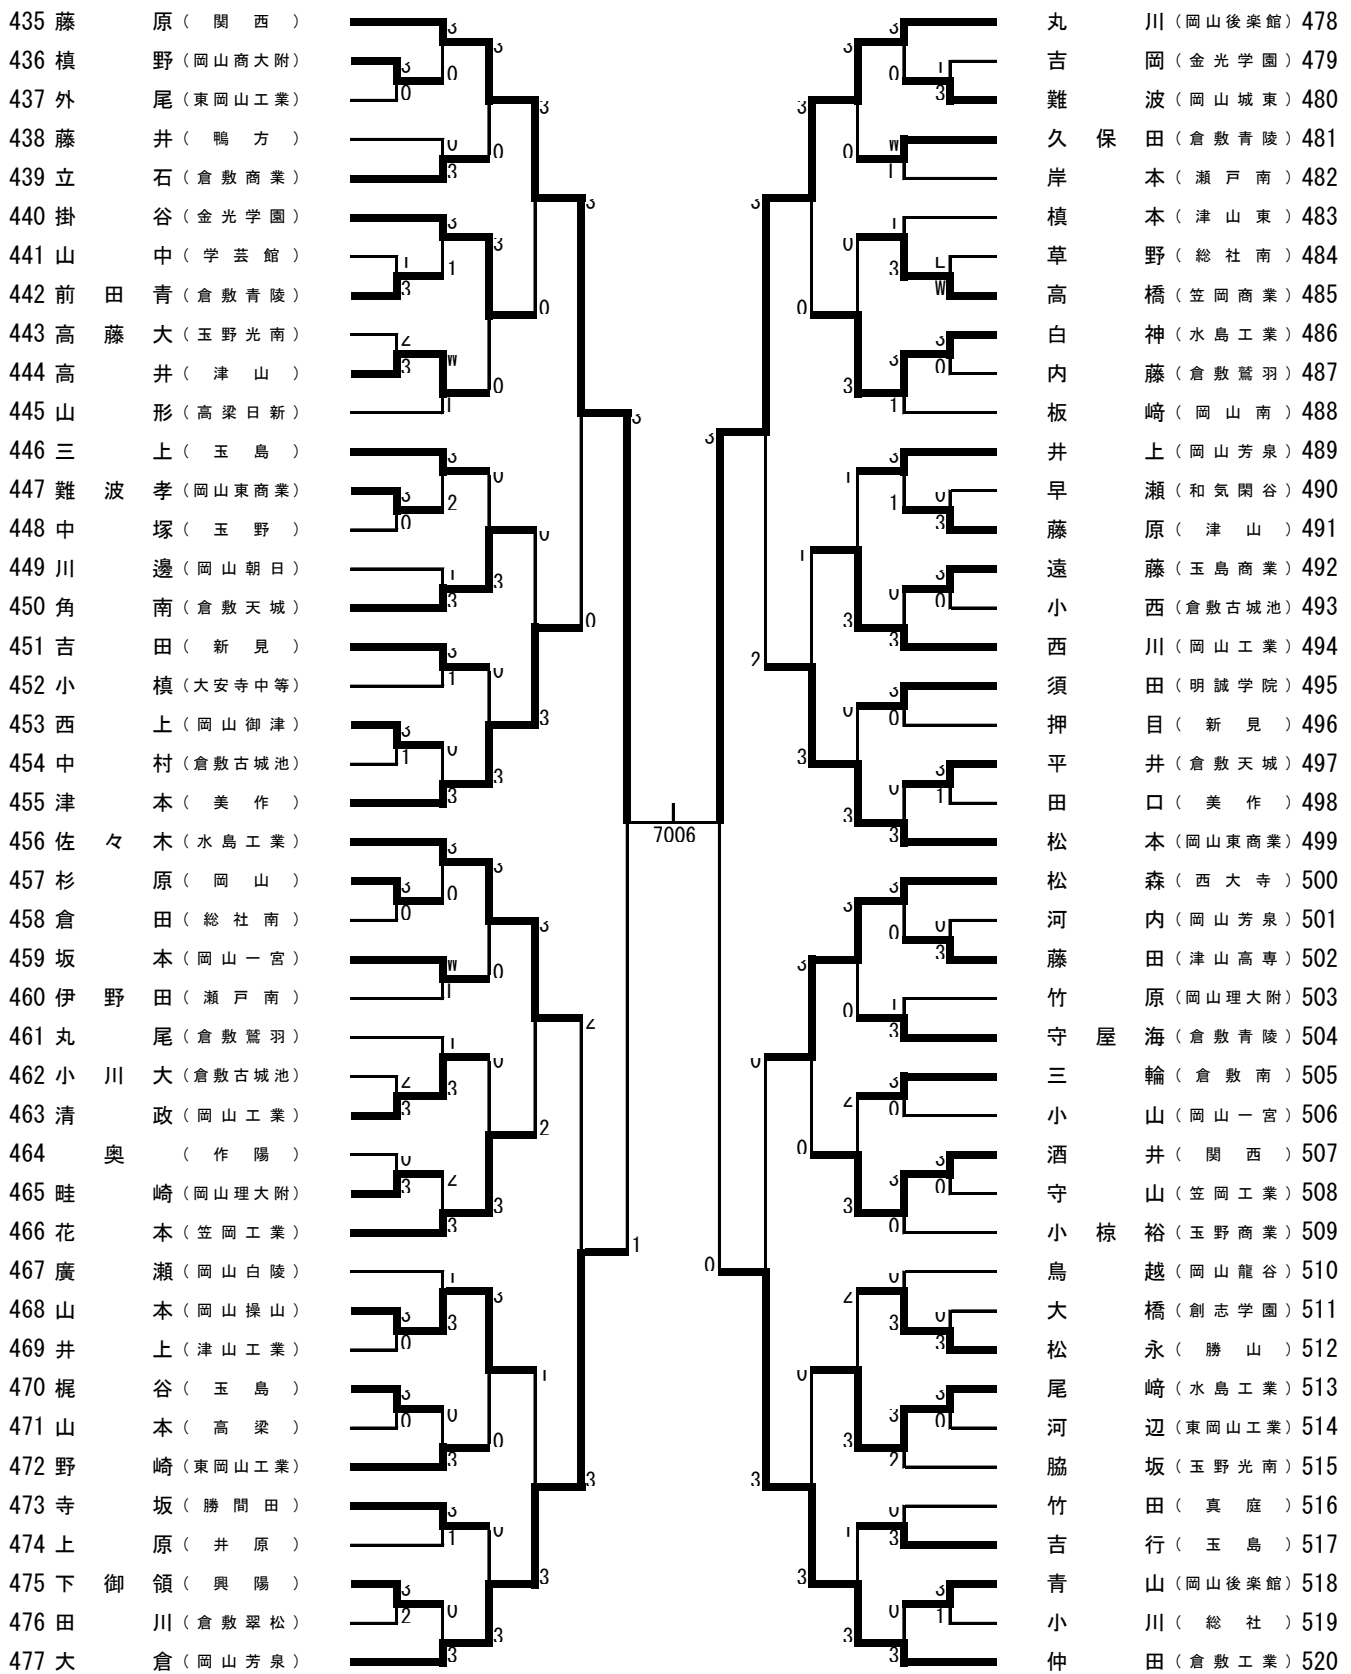 435 藤原 (関西)
436 槙野 (岡山商大附)
437 外尾 (東岡山工業)
438 藤井 (鴨方)
439 立石 (倉敷商業)
440 掛谷 (金光学園)
441 山中 (学芸館)
442 前田青 (倉敷青陵)
443 高藤大 (玉野光南)
444 高井 (津山)
445 山形 (高梁日新)
446 三上 (玉島)
447 難波孝 (岡山東商業)
448 中塚 (玉野)
449 川邊 (岡山朝日)
450 角南 (倉敷天城)
451 吉田 (新見)
452 小槙 (大安寺中等)
453 西上 (岡山御津)
454 中村 (倉敷古城池)
455 津本 (美作)
456 佐々木 (水島工業)
457 杉原 (岡山)
458 倉田 (総社南)
459 坂本 (岡山一宮)
460 伊野田 (瀬戸南)
461 丸尾 (倉敷鷲羽)
462 小川大 (倉敷古城池)
463 清政 (岡山工業)
464 奥 (作陽)
465 畦崎 (岡山理大附)
466 花本 (笠岡工業)
467 廣瀬 (岡山白陵)
468 山本 (岡山操山)
469 井上 (津山工業)
470 梶谷 (玉島)
471 山本 (高梁)
472 野崎 (東岡山工業)
473 寺坂 (勝間田)
474 上原 (井原)
475 下御領 (興陽)
476 田川 (倉敷翠松)
477 大倉 (岡山芳泉)
7006
丸川 (岡山後楽館) 478
吉岡 (金光学園) 479
難波 (岡山城東) 480
久保田 (倉敷青陵) 481
岸本 (瀬戸南) 482
槙本 (津山東) 483
草野 (総社南) 484
高橋 (笠岡商業) 485
白神 (水島工業) 486
内藤 (倉敷鷲羽) 487
板﨑 (岡山南) 488
井上 (岡山芳泉) 489
早瀬 (和気閑谷) 490
藤原 (津山) 491
遠藤 (玉島商業) 492
小西 (倉敷古城池) 493
西川 (岡山工業) 494
須田 (明誠学院) 495
押目 (新見) 496
平井 (倉敷天城) 497
田口 (美作) 498
松本 (岡山東商業) 499
松森 (西大寺) 500
河内 (岡山芳泉) 501
藤田 (津山高専) 502
竹原 (岡山理大附) 503
守屋海 (倉敷青陵) 504
三輪 (倉敷南) 505
小山 (岡山一宮) 506
酒井 (関西) 507
守山 (笠岡工業) 508
小椋裕 (玉野商業) 509
鳥越 (岡山龍谷) 510
大橋 (創志学園) 511
松永 (勝山) 512
尾﨑 (水島工業) 513
河辺 (東岡山工業) 514
脇坂 (玉野光南) 515
竹田 (真庭) 516
吉行 (玉島) 517
青山 (岡山後楽館) 518
小川 (総社) 519
仲田 (倉敷工業) 520